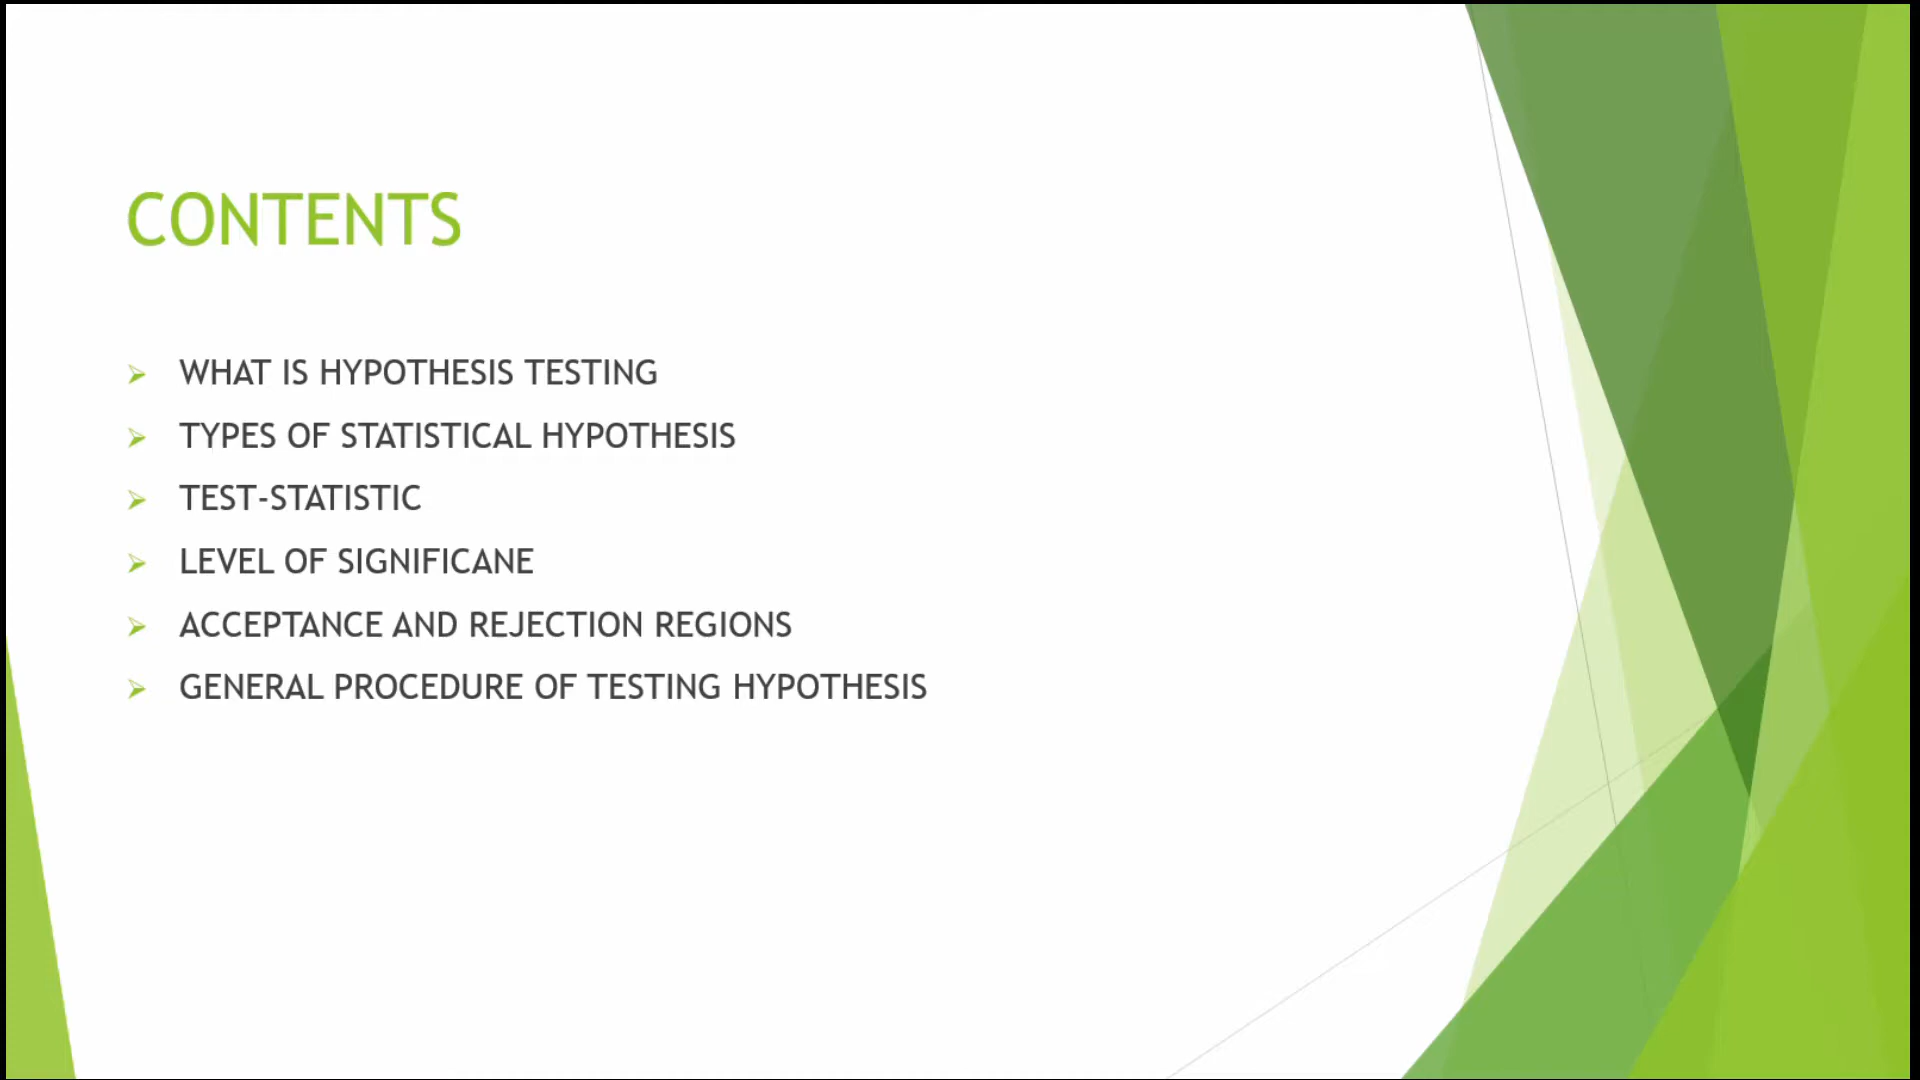 CONTENTS
WHAT IS HYPOTHESIS TESTING
TYPES OF STATISTICAL HYPOTHESIS
TEST-STATISTIC
LEVEL OF SIGNIFICANE
ACCEPTANCE AND REJECTION REGIONS
GENERAL PROCEDURE OF TESTING HYPOTHESIS